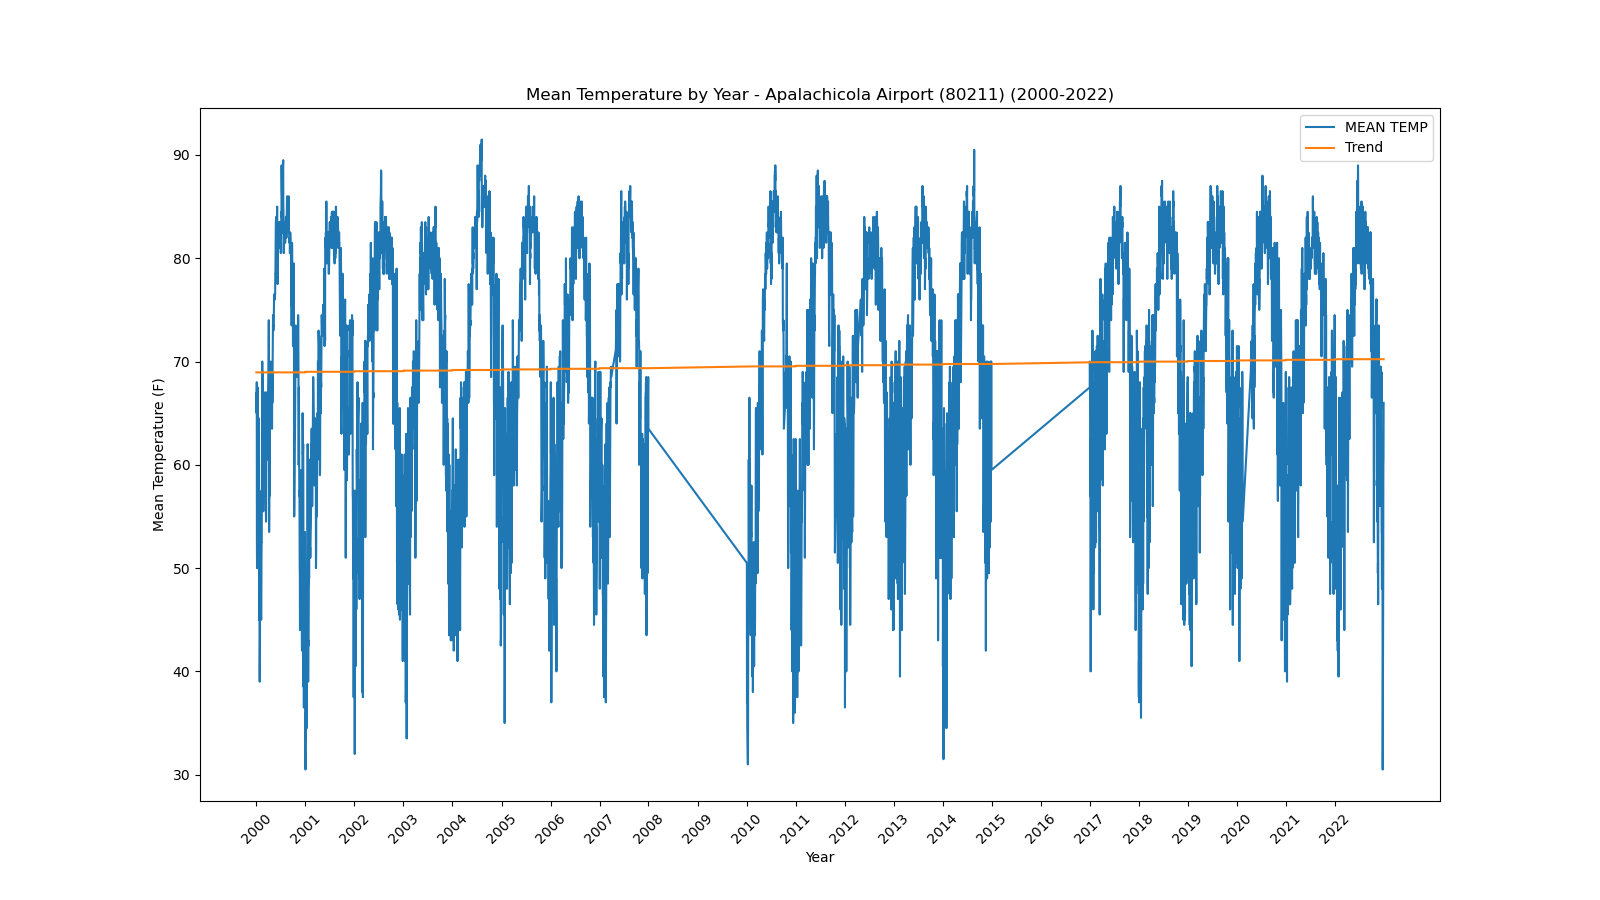 Mean Temperature by Year - Apalachicola Airport (80211) (2000-2022)
MEAN TEMP
Trend
90
80
70
60
50
40
30
Mean Temperature (F)
2000 2001 2002 2003 2004 2005 2006 2007 2008 2009 2010 2011 2012 2013 2014 2015 2016 2017 2018 2019 2020 2021 2022
Year